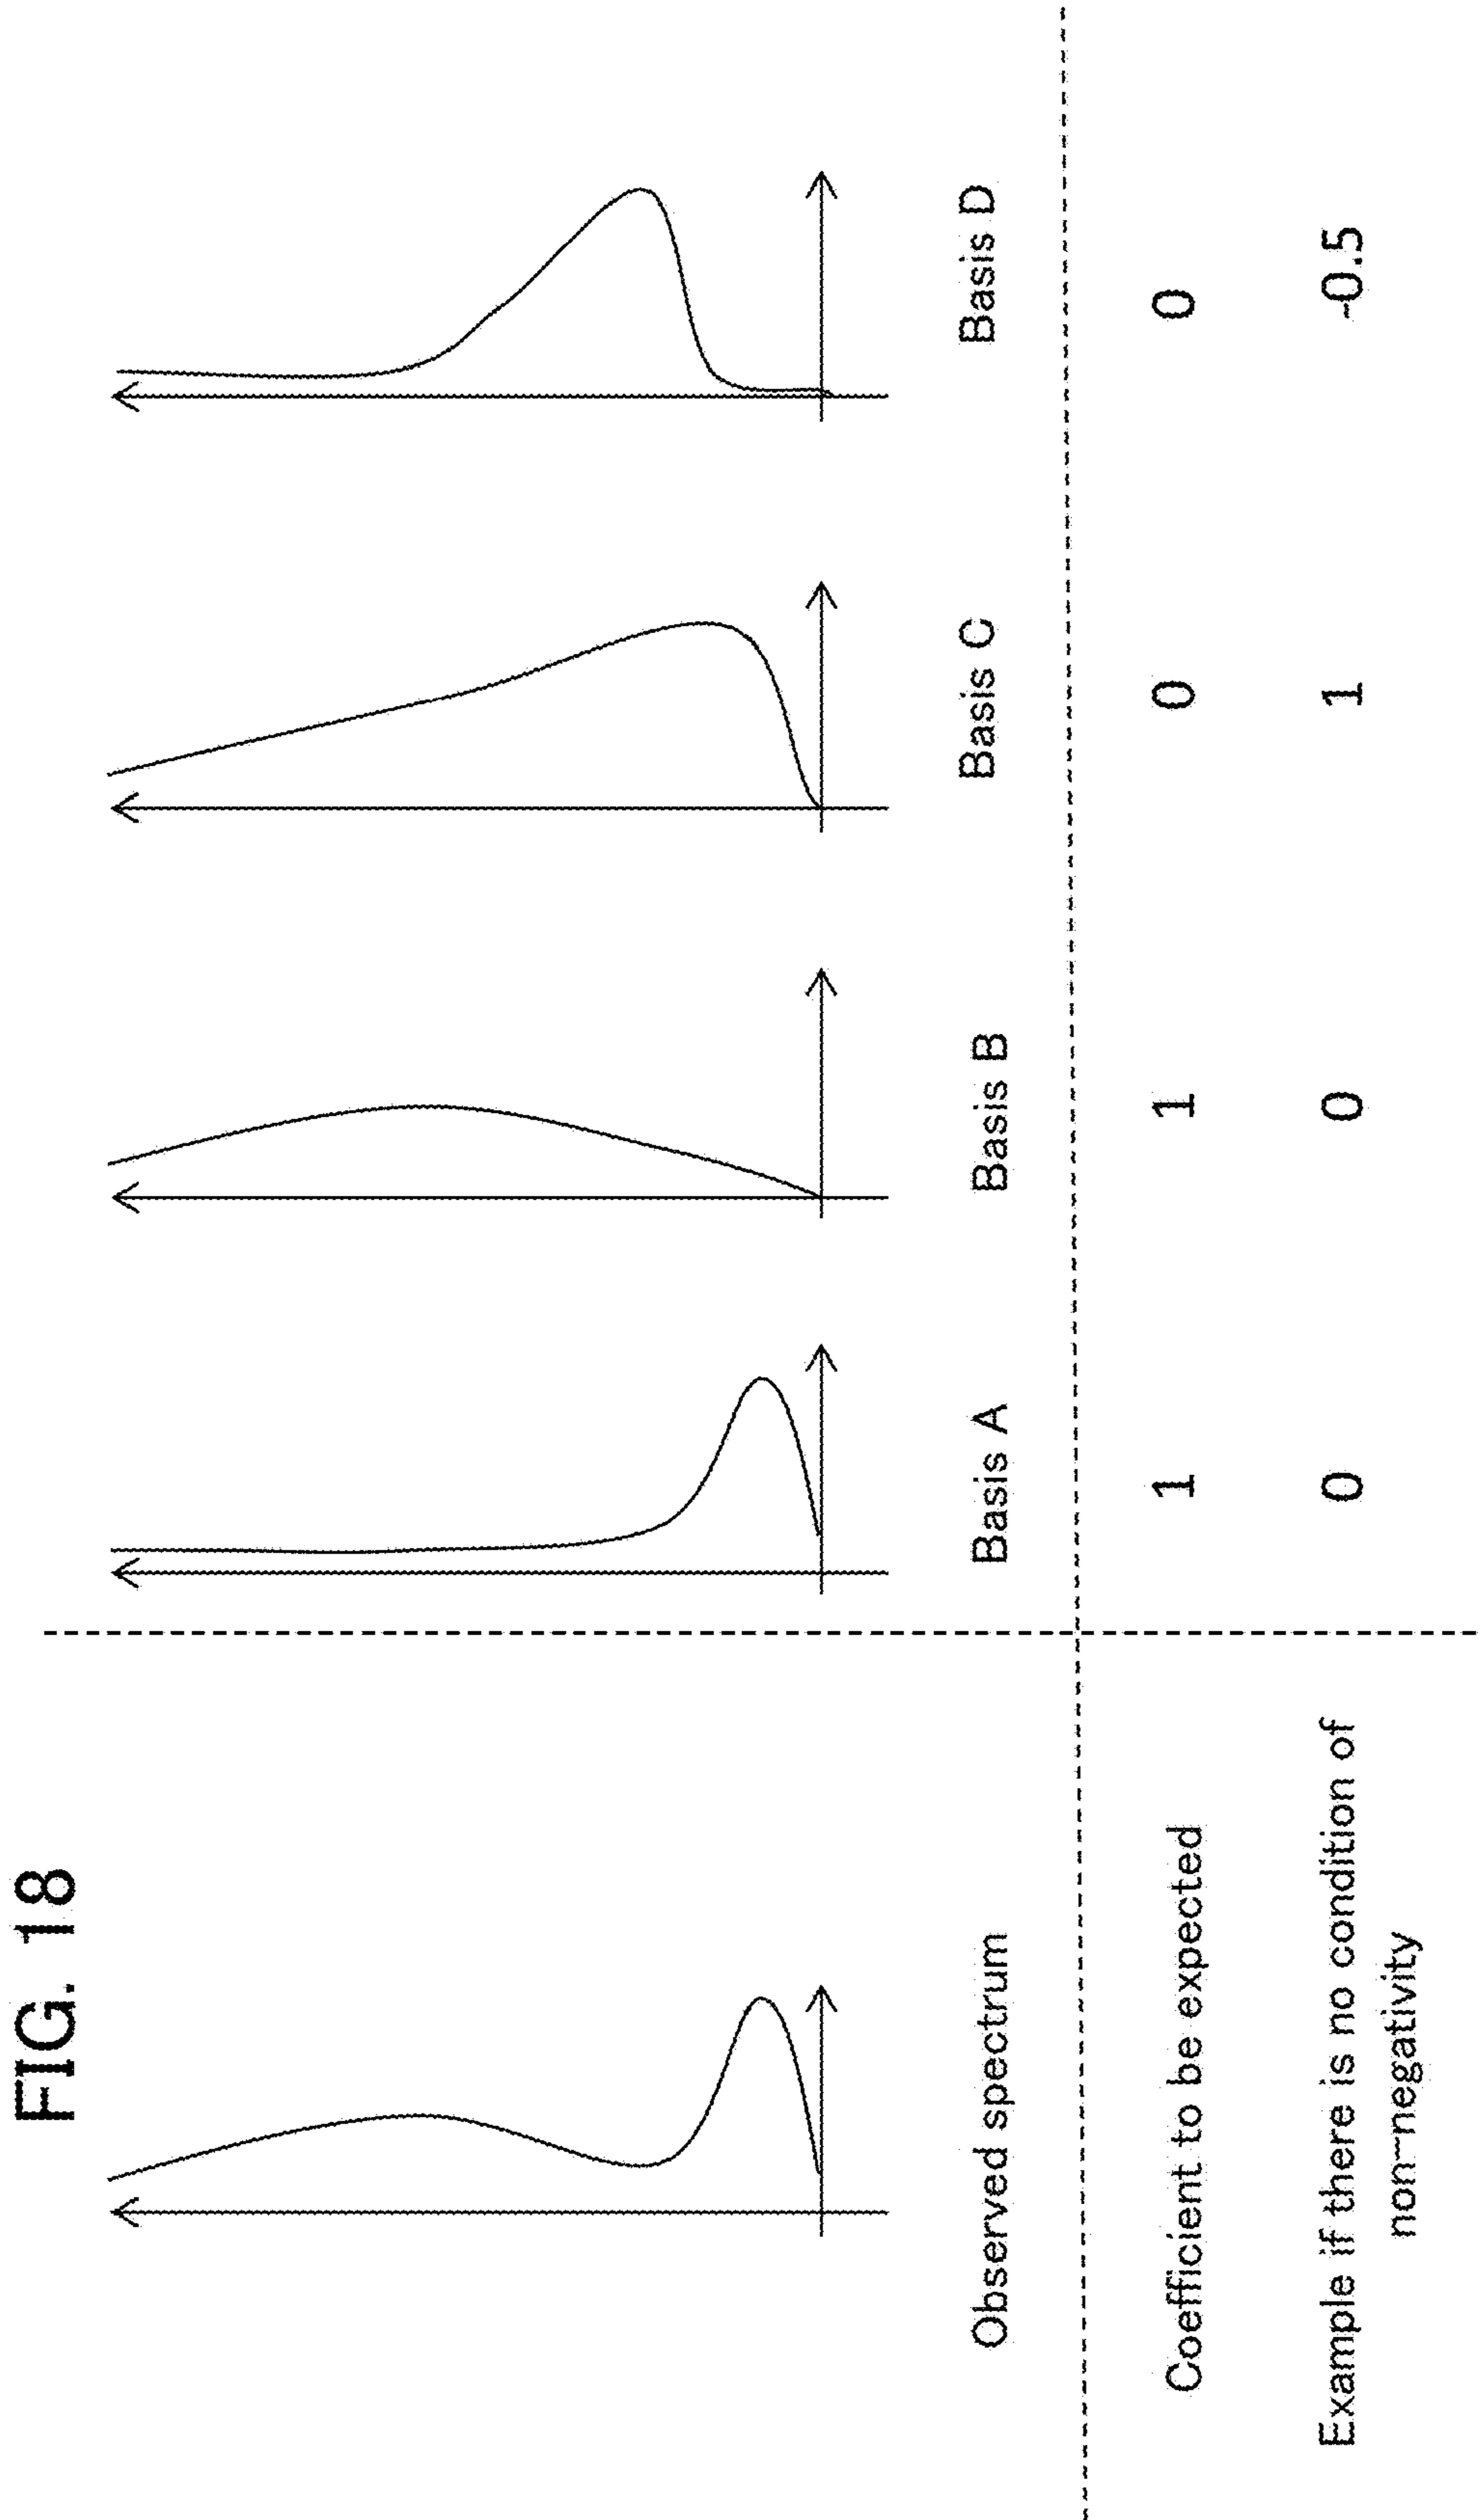 FIG. 18
Observed spectrum
Basis A
Basis B
Basis C
Basis D
Coefficient to be expected
1
1
0
0
Example if there is no condition of
non-negativity
0
0
1
-0.5